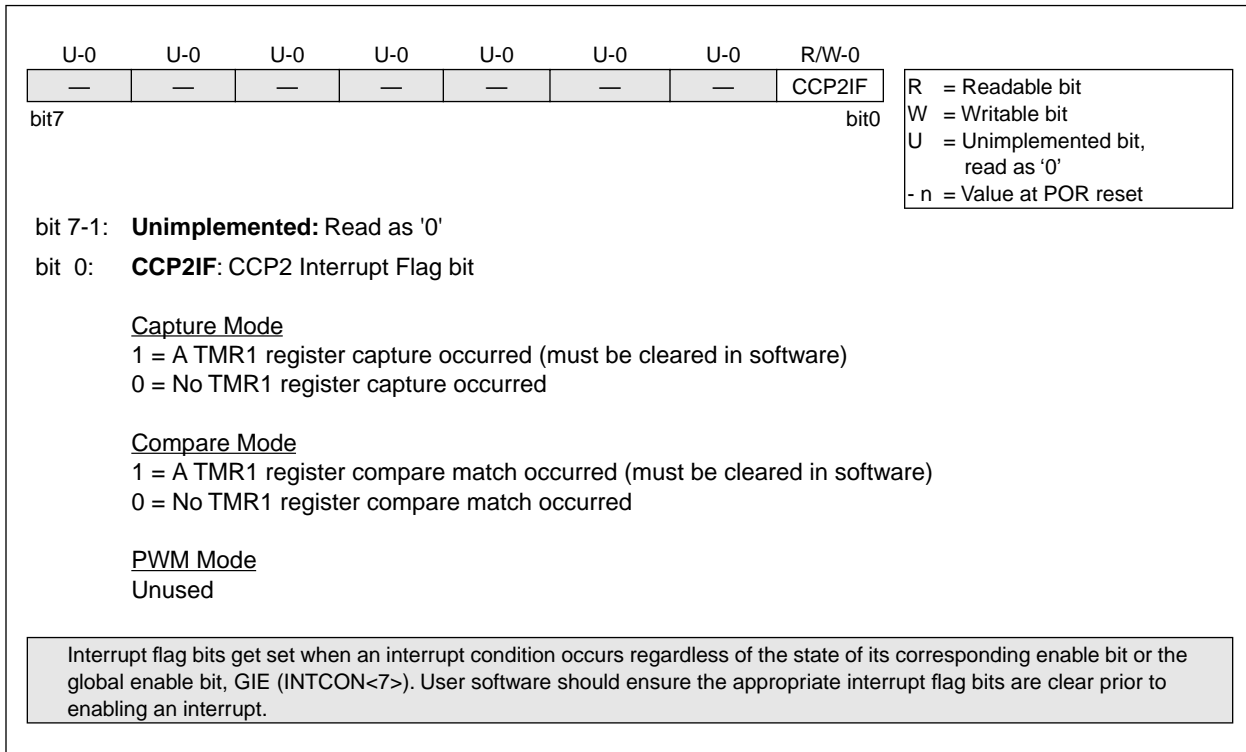 U-0 U-0 U-0 U-0 U-0 U-0 U-0 R/W-0
— — — — — — — CCP2IF
bit7 bit0
R = Readable bit
W = Writable bit
U = Unimplemented bit,
read as ‘0’
- n = Value at POR reset
bit 7-1: Unimplemented: Read as '0'
bit 0: CCP2IF: CCP2 Interrupt Flag bit
Capture Mode
1 = A TMR1 register capture occurred (must be cleared in software)
0 = No TMR1 register capture occurred
Compare Mode
1 = A TMR1 register compare match occurred (must be cleared in software)
0 = No TMR1 register compare match occurred
PWM Mode
Unused
Interrupt flag bits get set when an interrupt condition occurs regardless of the state of its corresponding enable bit or the
global enable bit, GIE (INTCON<7>). User software should ensure the appropriate interrupt flag bits are clear prior to
enabling an interrupt.